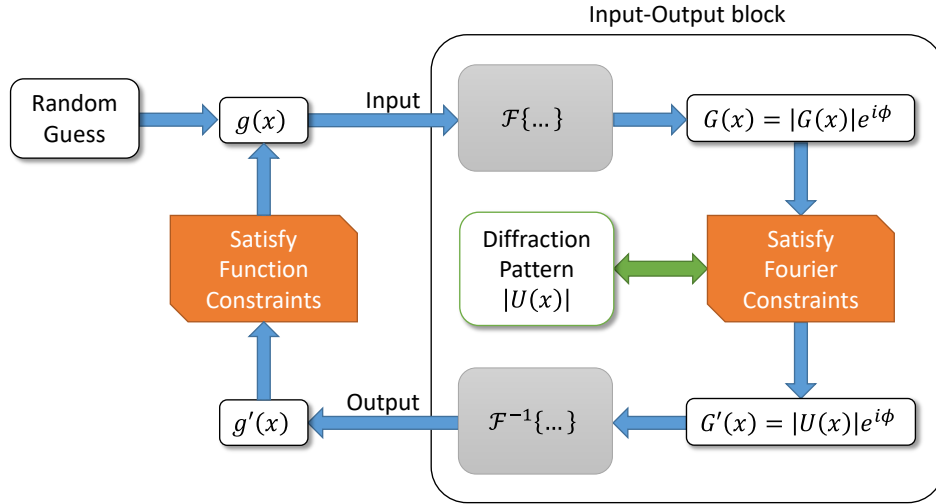 Input-Output block
Random
Guess
g(x)
Input
ℱ{…}
G(x) = |G(x)|e^{iϕ}
Satisfy
Function
Constraints
Diffraction
Pattern
|U(x)|
Satisfy
Fourier
Constraints
g′(x)
Output
ℱ⁻¹{…}
G′(x) = |U(x)|e^{iϕ}